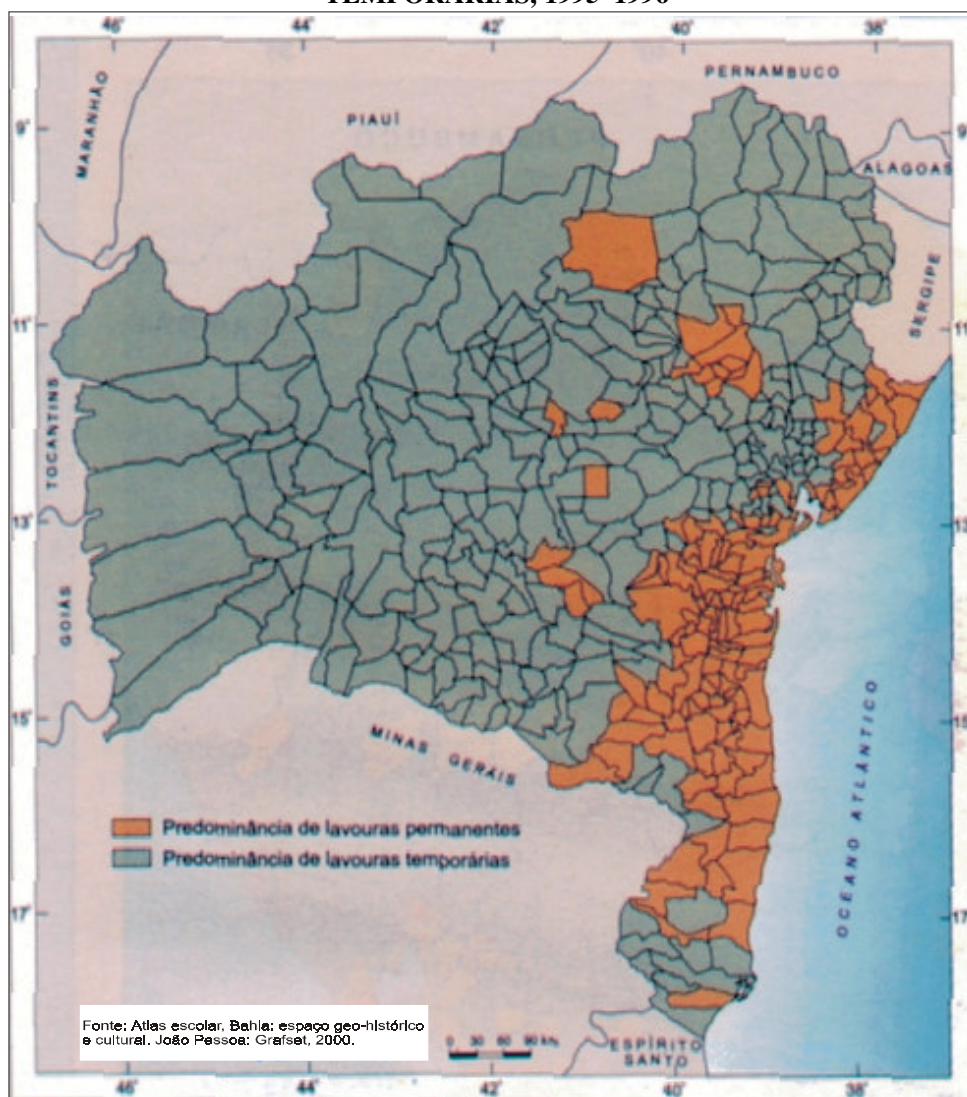 TEMPORÁRIAS, 1995-1996
46' 44' 42' 40' 38'
PERNAMBUCO
MARANHÃO
PIAUÍ
9' 9'
ALAGOAS
SERGIPE
11' 11'
TOCANTINS
13' 13'
GOIÁS
15' 15'
MINAS GERAIS
OCEANO ATLÂNTICO
Predominância de lavouras permanentes
Predominância de lavouras temporárias
17' 17'
Fonte: Atlas escolar, Bahia: espaço geo-histórico
e cultural. João Pessoa: Grafset, 2000.
0 30 60 90 km
ESPÍRITO
SANTO
46' 44' 42' 40' 38'